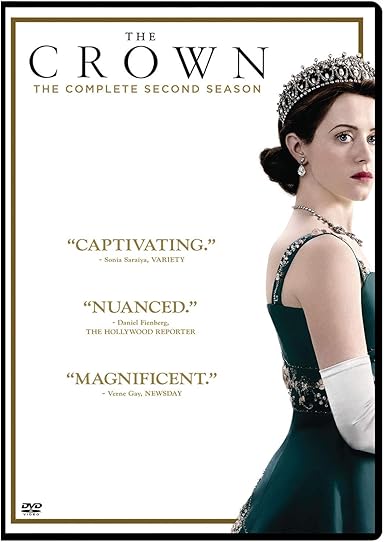 THE
CROWN
THE COMPLETE SECOND SEASON
“CAPTIVATING.”
- Sonia Saraiya, VARIETY
“NUANCED.”
- Daniel Fienberg,
THE HOLLYWOOD REPORTER
“MAGNIFICENT.”
- Verne Gay, NEWSDAY
DVD
VIDEO